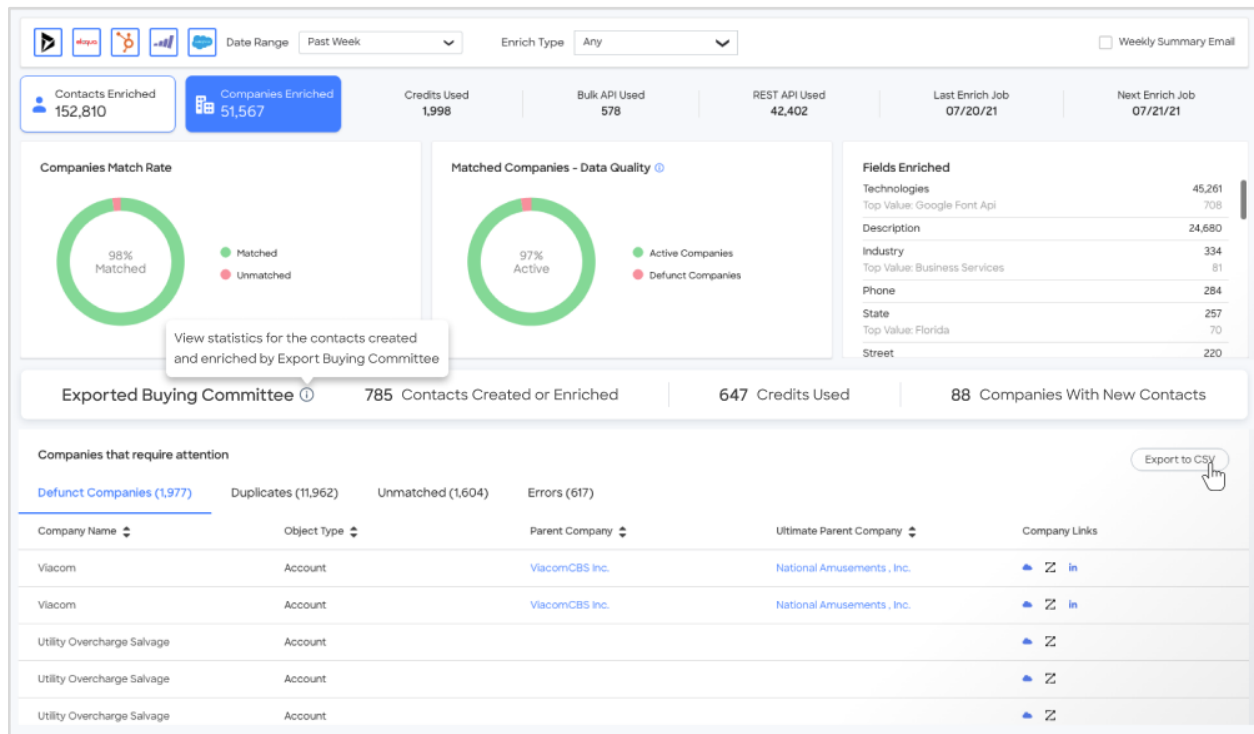 eloqua Date Range Past Week Enrich Type Any Weekly Summary Email
Contacts Enriched Companies Enriched Credits Used Bulk API Used REST API Used Last Enrich Job Next Enrich Job
152,810 51,567 1,998 578 42,402 07/20/21 07/21/21
Companies Match Rate
98%
Matched
Matched
Unmatched
Matched Companies - Data Quality
97%
Active
Active Companies
Defunct Companies
Fields Enriched
Technologies 45,261
Top Value: Google Font Api 708
Description 24,680
Industry 334
Top Value: Business Services 81
Phone 284
State 257
Top Value: Florida 70
Street 220
View statistics for the contacts created
and enriched by Export Buying Committee
Exported Buying Committee 785 Contacts Created or Enriched 647 Credits Used 88 Companies With New Contacts
Companies that require attention Export to CSV
Defunct Companies (1,977) Duplicates (11,962) Unmatched (1,604) Errors (617)
Company Name Object Type Parent Company Ultimate Parent Company Company Links
Viacom Account ViacomCBS Inc. National Amusements , Inc. Z in
Viacom Account ViacomCBS Inc. National Amusements , Inc. Z in
Utility Overcharge Salvage Account Z
Utility Overcharge Salvage Account Z
Utility Overcharge Salvage Account Z